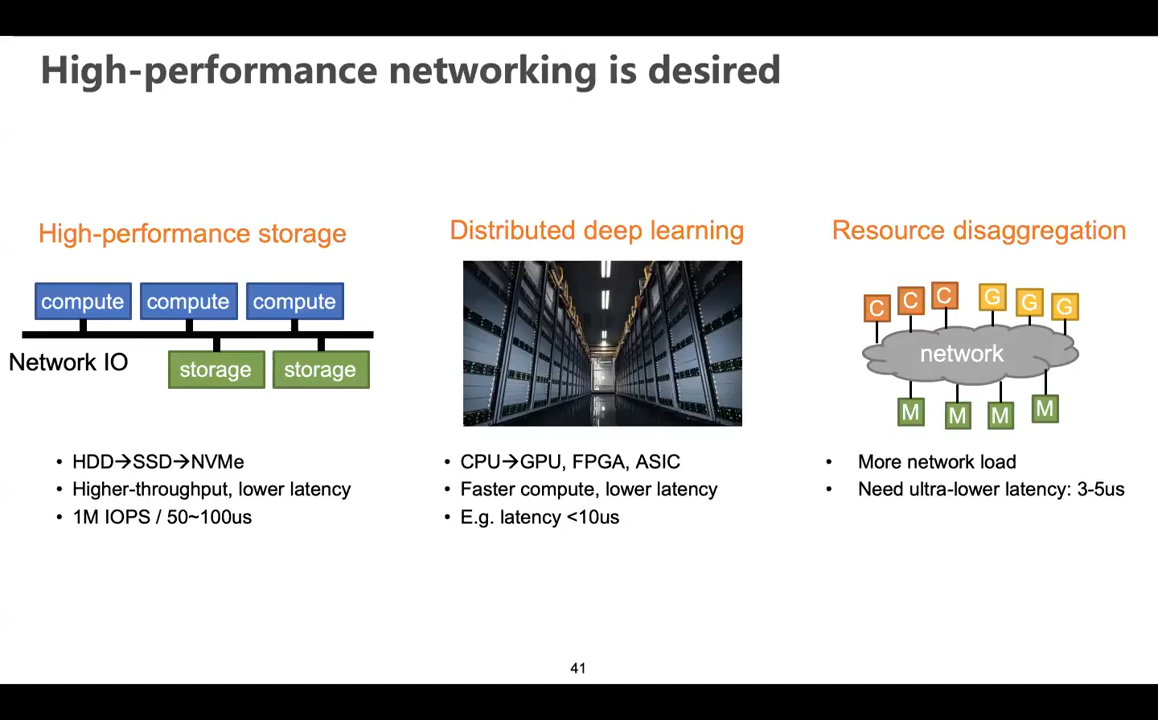 High-performance networking is desired
High-performance storage
compute compute compute
Network IO
storage storage
• HDD→SSD→NVMe
• Higher-throughput, lower latency
• 1M IOPS / 50~100us
Distributed deep learning
• CPU→GPU, FPGA, ASIC
• Faster compute, lower latency
• E.g. latency <10us
Resource disaggregation
C C C G G G
network
M M M M
• More network load
• Need ultra-lower latency: 3-5us
41